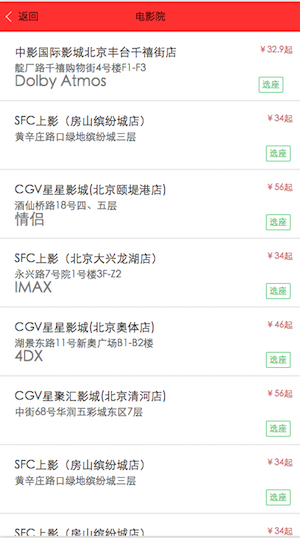 返回 电影院
中影国际影城北京丰台千禧街店 ¥32.9起
靛厂路千禧购物街4号楼F1-F3
Dolby Atmos 选座
SFC上影（房山缤纷城店） ¥34起
黄辛庄路口绿地缤纷城三层
选座
CGV星星影城(北京颐堤港店) ¥56起
酒仙桥路18号四、五层
情侣 选座
SFC上影（北京大兴龙湖店） ¥34起
永兴路7号院1号楼3F-Z2
IMAX 选座
CGV星星影城(北京奥体店) ¥46起
湖景东路11号新奥广场B1-B2楼
4DX 选座
CGV星聚汇影城(北京清河店) ¥56起
中街68号华润五彩城东区7层
选座
SFC上影（房山缤纷城店） ¥34起
黄辛庄路口绿地缤纷城三层
选座
SFC上影（房山缤纷城店） ¥34起